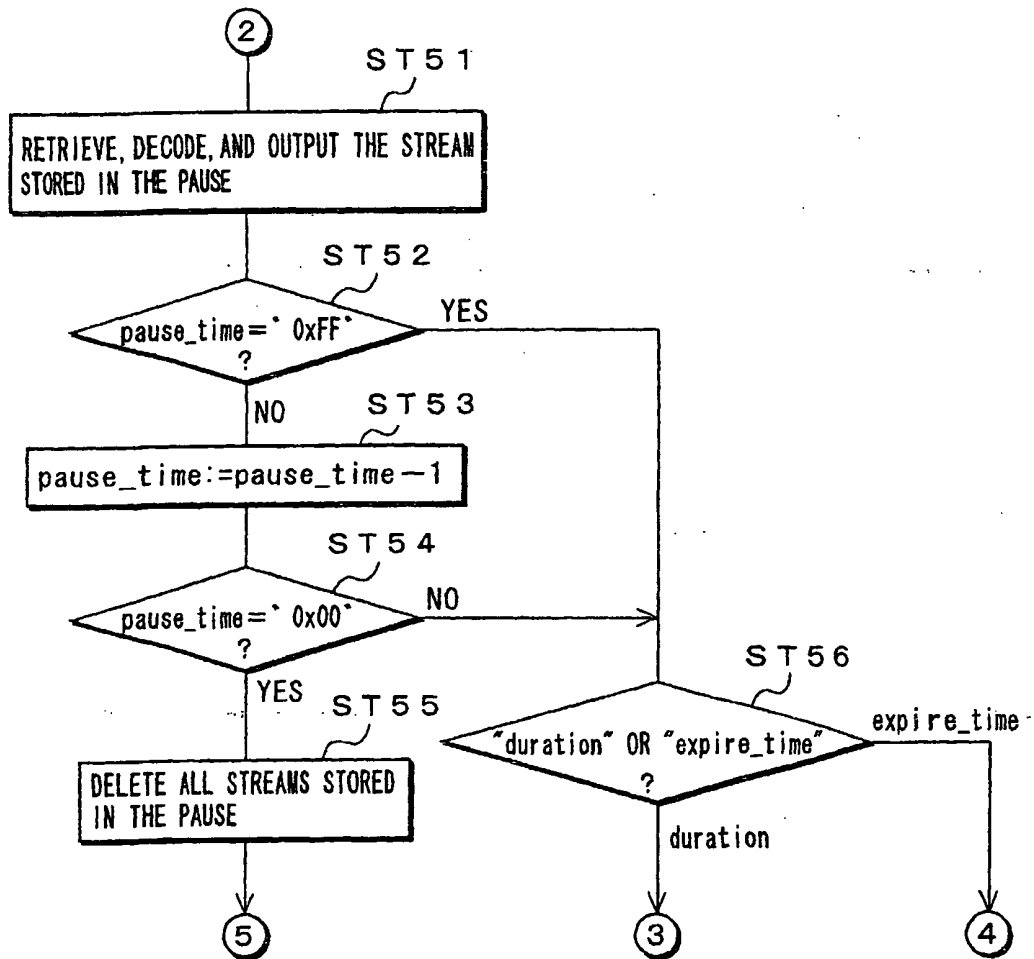 2
ST51
RETRIEVE, DECODE, AND OUTPUT THE STREAM
STORED IN THE PAUSE
ST52
pause_time=` 0xFF`
?
YES
NO
ST53
pause_time:=pause_time−1
ST54
pause_time=` 0x00`
?
NO
YES
ST55
DELETE ALL STREAMS STORED
IN THE PAUSE
5
ST56
"duration" OR "expire_time"
?
expire_time
duration
3
4